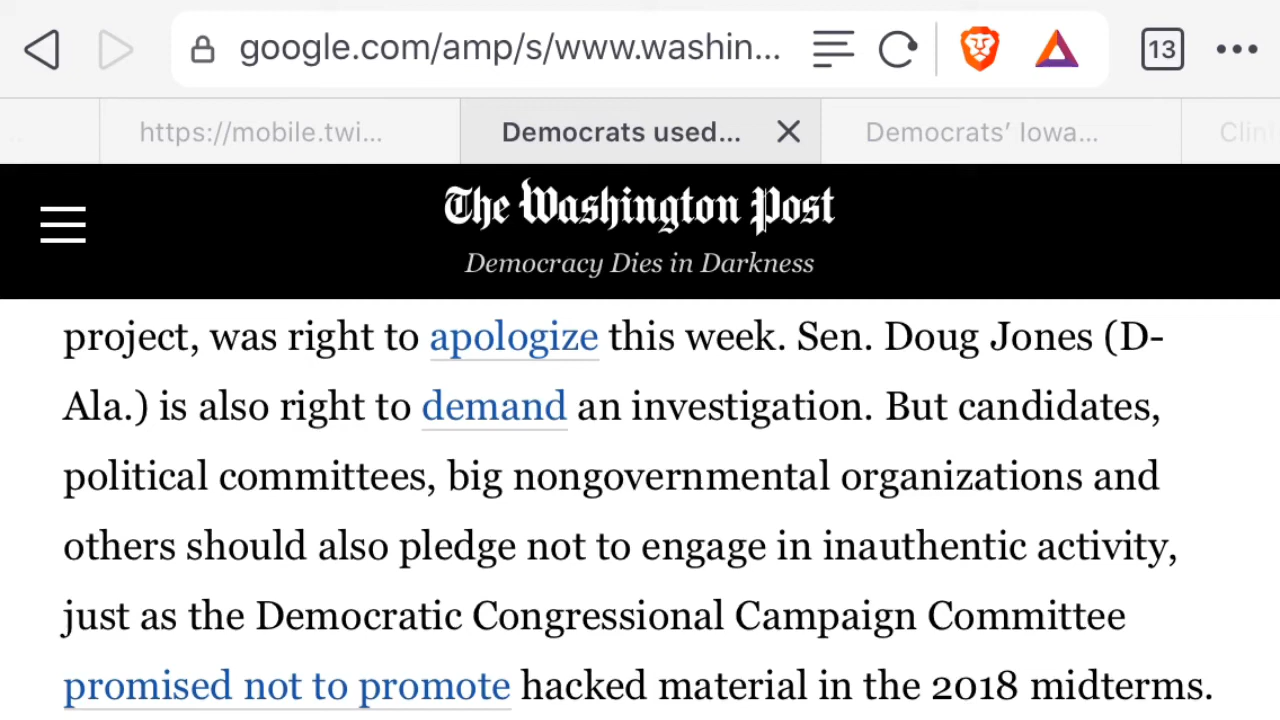 google.com/amp/s/www.washin...
13
https://mobile.twi...
Democrats used...
Democrats’ Iowa...
Clin
The Washington Post
Democracy Dies in Darkness
project, was right to apologize this week. Sen. Doug Jones (D-
Ala.) is also right to demand an investigation. But candidates,
political committees, big nongovernmental organizations and
others should also pledge not to engage in inauthentic activity,
just as the Democratic Congressional Campaign Committee
promised not to promote hacked material in the 2018 midterms.